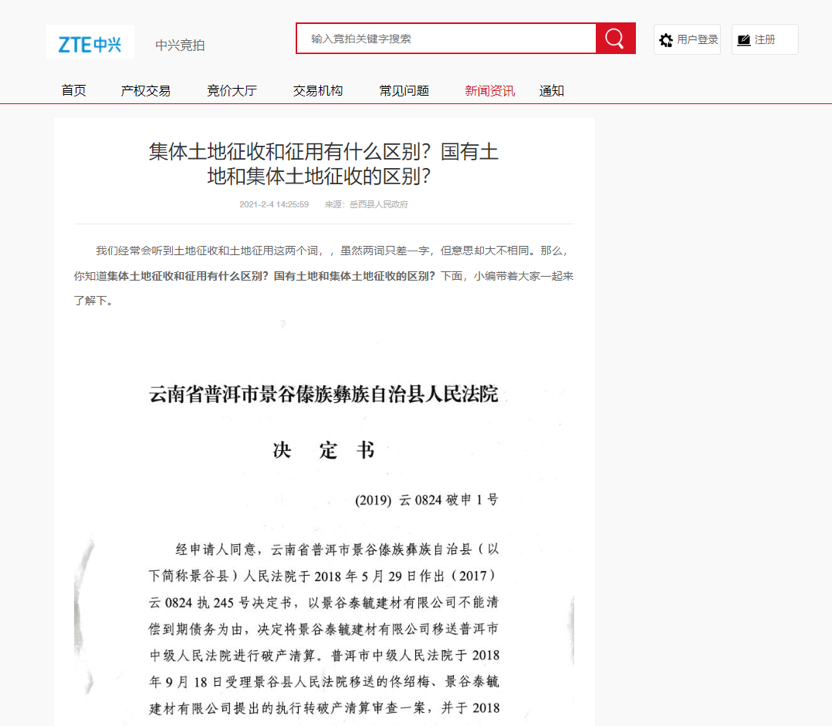 ZTE中兴
中兴竞拍
输入竞拍关键字搜索
用户登录
注册
首页 产权交易 竞价大厅 交易机构 常见问题 新闻资讯 通知
集体土地征收和征用有什么区别？国有土
地和集体土地征收的区别？
2021-2-4 14:25:59 来源：岳西县人民政府
我们经常会听到土地征收和土地征用这两个词，，虽然两词只差一字，但意思却大不相同。那么，
你知道集体土地征收和征用有什么区别？国有土地和集体土地征收的区别？下面，小编带着大家一起来
了解下。
云南省普洱市景谷傣族彝族自治县人民法院
决 定 书
(2019) 云 0824 破申 1 号
经申请人同意，云南省普洱市景谷傣族彝族自治县（以
下简称景谷县）人民法院于 2018 年 5 月 29 日作出（2017）
云 0824 执 245 号决定书，以景谷泰毓建材有限公司不能清
偿到期债务为由，决定将景谷泰毓建材有限公司移送普洱市
中级人民法院进行破产清算。普洱市中级人民法院于 2018
年 9 月 18 日受理景谷县人民法院移送的佟绍梅、景谷泰毓
建材有限公司提出的执行转破产清算审查一案，并于 2018